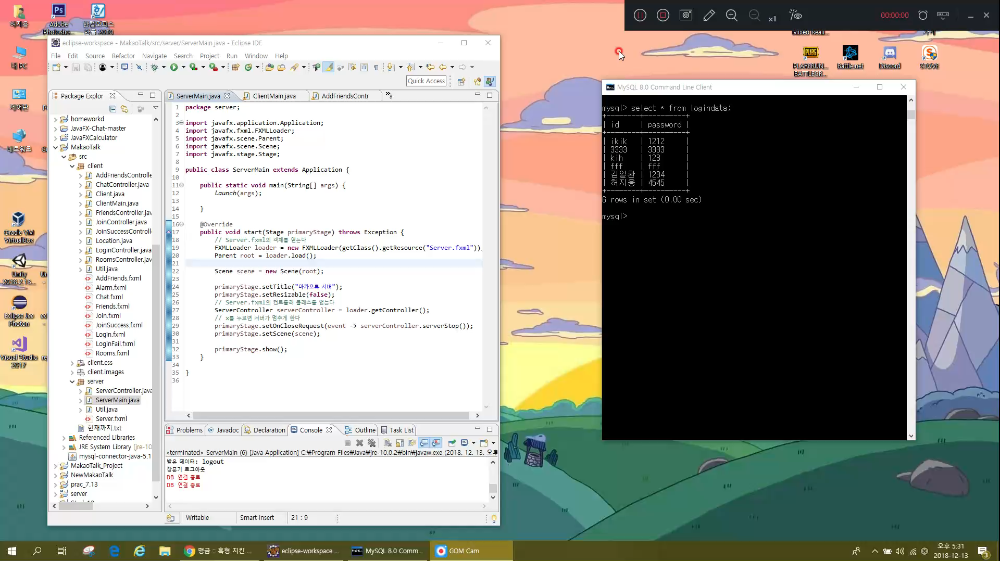 허지용
Adobe
Photosho...
한컴오피스
한글 2010
내 PC
제어판
네트워크
Oracle VM
VirtualBox
Unity
2018.2.15...
Eclipse Jee
Photon
Visual Studio
2017
x1
00:00:00
Mixed Reali...
PLAYERUN...
BATTLEGR...
Battle.net
Discord
STOVE
eclipse-workspace - MakaoTalk/src/server/ServerMain.java - Eclipse IDE
File Edit Source Refactor Navigate Search Project Run Window Help
Quick Access
Package Explor
homeworkd
JavaFX-Chat-master
JavaFXCalculator
MakaoTalk
src
client
AddFriendsControlle
ChatController.java
Client.java
ClientMain.java
FriendsController.jav
JoinController.java
JoinSuccessControll
Location.java
LoginController.java
RoomsController.jav
Util.java
AddFriends.fxml
Alarm.fxml
Chat.fxml
Friends.fxml
Join.fxml
JoinSuccess.fxml
Login.fxml
LoginFail.fxml
Rooms.fxml
client.css
client.images
server
ServerController.java
ServerMain.java
Util.java
Server.fxml
현재까지.txt
Referenced Libraries
JRE System Library [jre-10
mysql-connector-java-5.1
MakaoTalk_Project
NewMakaoTalk
prac_7.13
server
ServerMain.java ClientMain.java AddFriendsContr »8
1 package server;
2
3 import javafx.application.Application;
4 import javafx.fxml.FXMLLoader;
5 import javafx.scene.Parent;
6 import javafx.scene.Scene;
7 import javafx.stage.Stage;
8
9 public class ServerMain extends Application {
10
11 public static void main(String[] args) {
12 launch(args);
13
14 }
15
16 @Override
17 public void start(Stage primaryStage) throws Exception {
18 // Server.fxml의 객체를 얻는다
19 FXMLLoader loader = new FXMLLoader(getClass().getResource("Server.fxml"))
20 Parent root = loader.load();
21
22 Scene scene = new Scene(root);
23
24 primaryStage.setTitle("마카오톡 서버");
25 primaryStage.setResizable(false);
26 // Server.fxml의 컨트롤러 클래스를 얻는다
27 ServerController serverController = loader.getController();
28 // x를 누르면 서버가 멈추게 한다
29 primaryStage.setOnCloseRequest(event -> serverController.serverStop());
30 primaryStage.setScene(scene);
31
32 primaryStage.show();
33 }
34
35 }
36
Problems Javadoc Declaration Console Outline Task List
<terminated> ServerMain (6) [Java Application] C:₩Program Files₩Java₩jre-10.0.2₩bin₩javaw.exe (2018. 12. 13. 오후
받은 데이터: logout
장문기 로그아웃
DB 연결 종료
DB 연결 종료
Writable Smart Insert 21 : 9
MySQL 8.0 Command Line Client
mysql> select * from logindata;
+--------+----------+
| id | password |
+--------+----------+
| ikik | 1212 |
| 3333 | 3333 |
| kih | 123 |
| fff | fff |
| 김일환 | 1234 |
| 허지용 | 4545 |
+--------+----------+
6 rows in set (0.00 sec)
mysql>
맹금 :: 흑형 치킨 ...
eclipse-workspace ...
MySQL 8.0 Comm...
GOM Cam
오후 5:31
2018-12-13
3